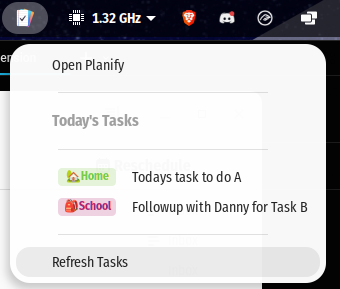 1.32 GHz
Open Planify
Today's Tasks
🏡Home Todays task to do A
🎒School Followup with Danny for Task B
Refresh Tasks